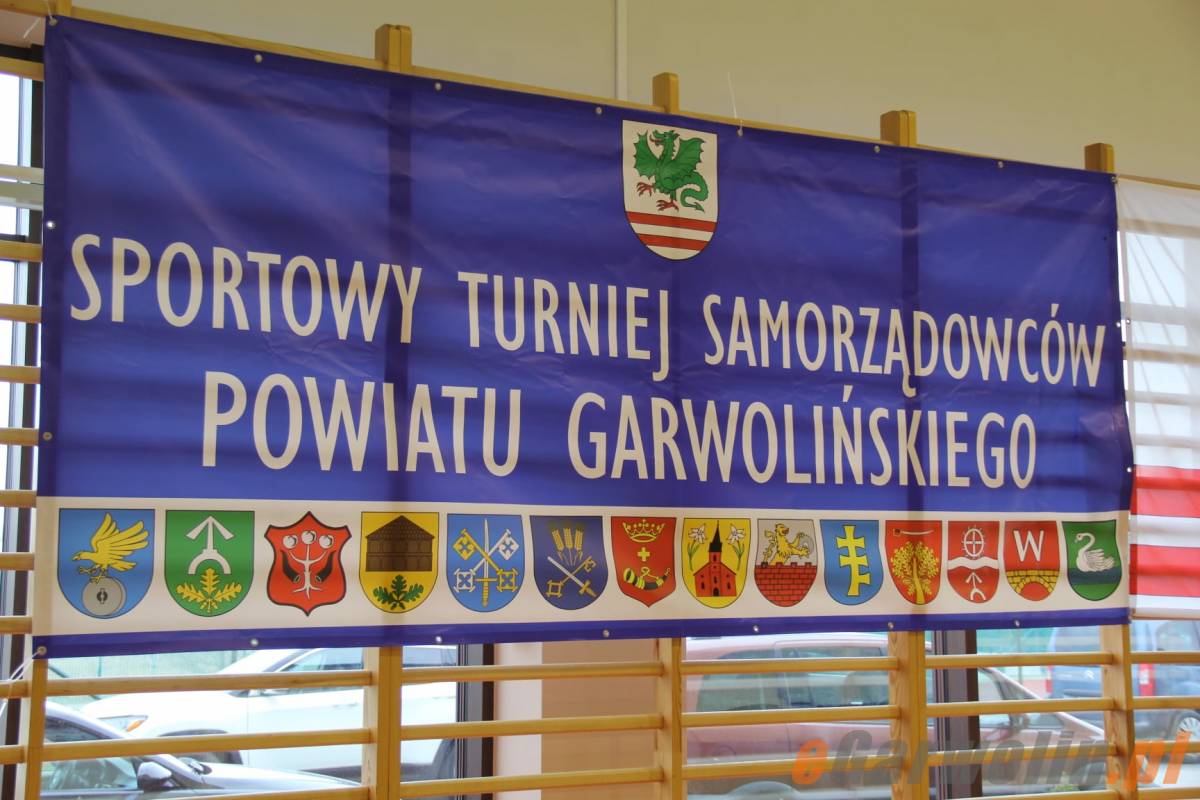 SPORTOWY TURNIEJ SAMORZĄDOWCÓW
POWIATU GARWOLIŃSKIEGO
W
eGarwolin.pl